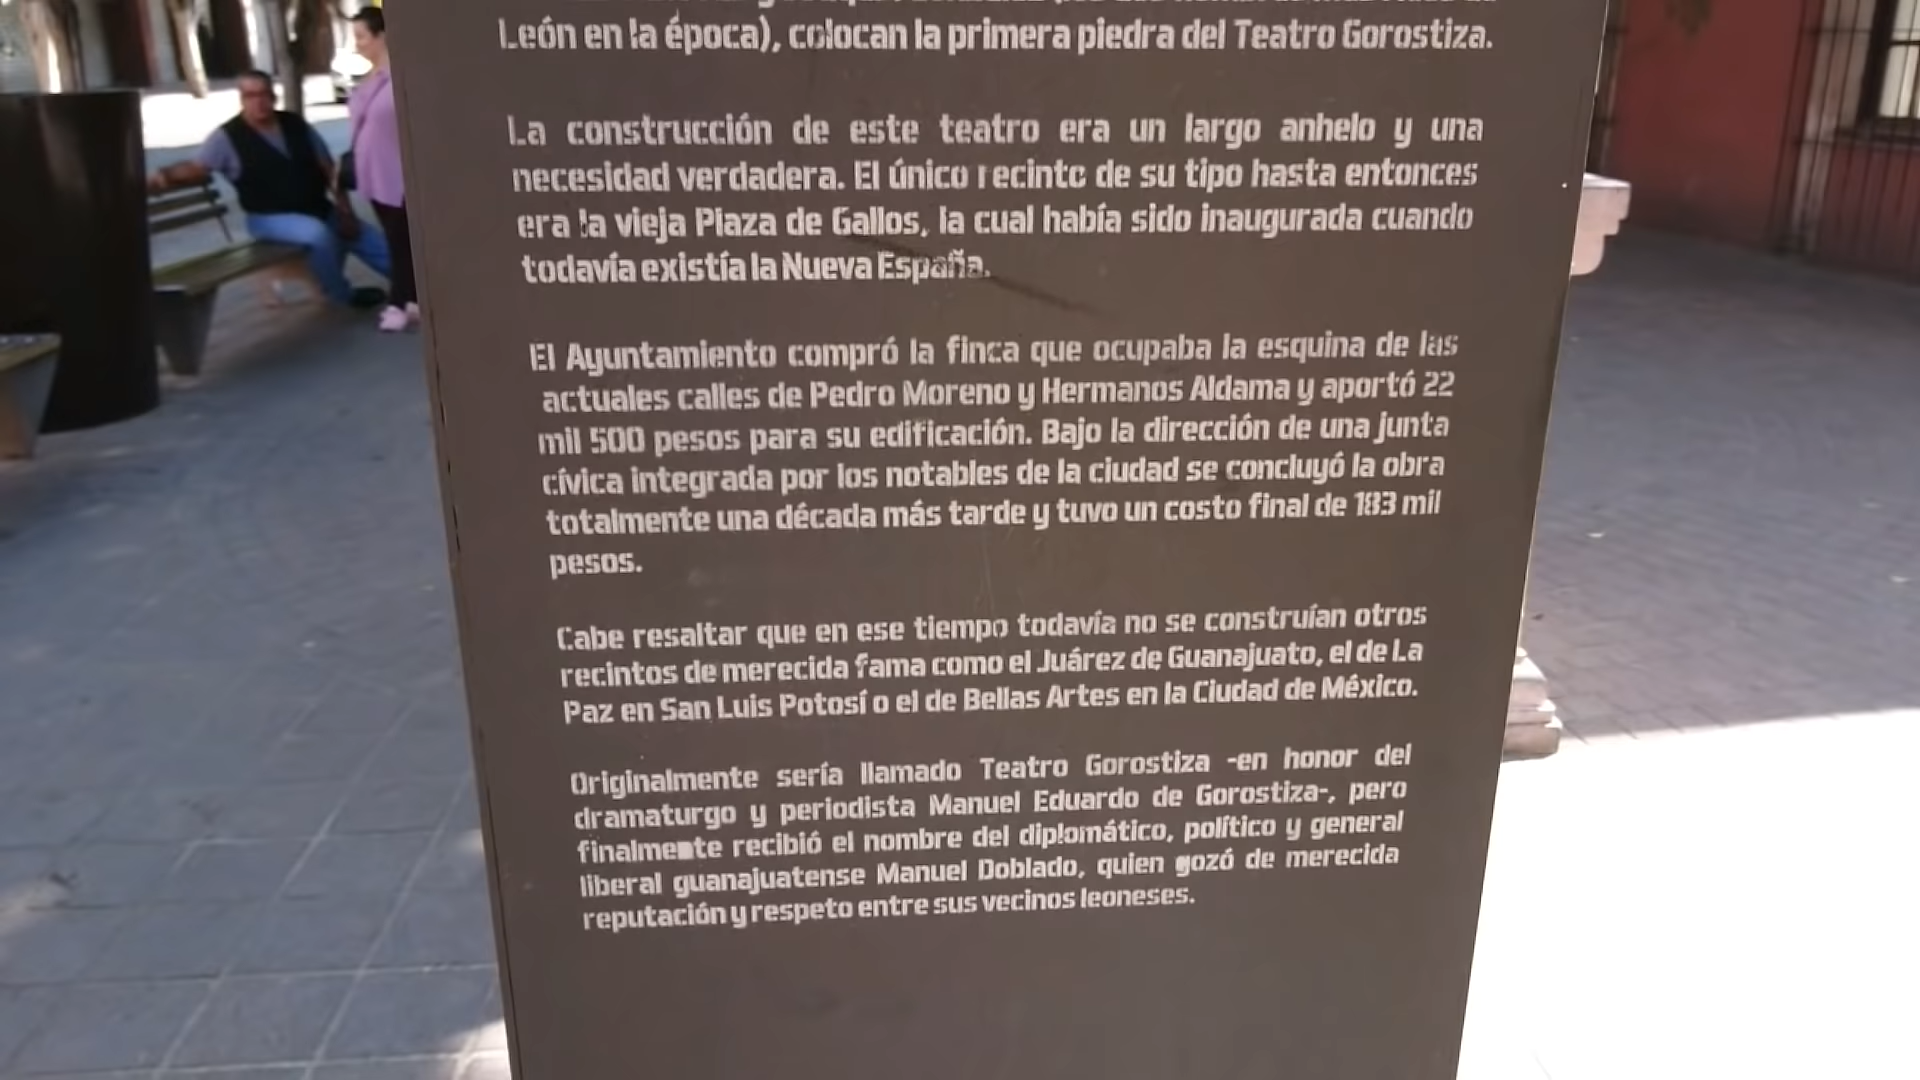 León en la época), colocan la primera piedra del Teatro Gorostiza.
La construcción de este teatro era un largo anhelo y una
necesidad verdadera. El único recinto de su tipo hasta entonces
era la vieja Plaza de Gallos, la cual había sido inaugurada cuando
todavía existía la Nueva España.
El Ayuntamiento compró la finca que ocupaba la esquina de las
actuales calles de Pedro Moreno y Hermanos Aldama y aportó 22
mil 500 pesos para su edificación. Bajo la dirección de una junta
cívica integrada por los notables de la ciudad se concluyó la obra
totalmente una década más tarde y tuvo un costo final de 183 mil
pesos.
Cabe resaltar que en ese tiempo todavía no se construían otros
recintos de merecida fama como el Juárez de Guanajuato, el de La
Paz en San Luis Potosí o el de Bellas Artes en la Ciudad de México.
Originalmente sería llamado Teatro Gorostiza -en honor del
dramaturgo y periodista Manuel Eduardo de Gorostiza-, pero
finalmente recibió el nombre del diplomático, político y general
liberal guanajuatense Manuel Doblado, quien gozó de merecida
reputación y respeto entre sus vecinos leoneses.